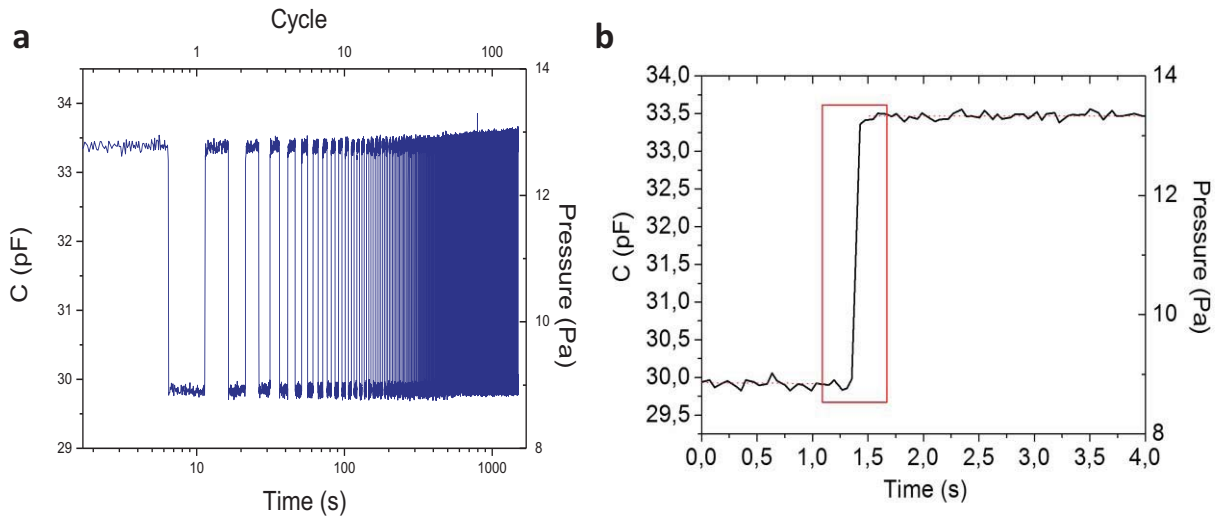 a
Cycle
1 10 100
34
33
32
31
30
29
C (pF)
14
12
10
8
Pressure (Pa)
10 100 1000
Time (s)
b
34,0
33,5
33,0
32,5
32,0
31,5
31,0
30,5
30,0
29,5
C (pF)
14
12
10
8
Pressure (Pa)
0,0 0,5 1,0 1,5 2,0 2,5 3,0 3,5 4,0
Time (s)